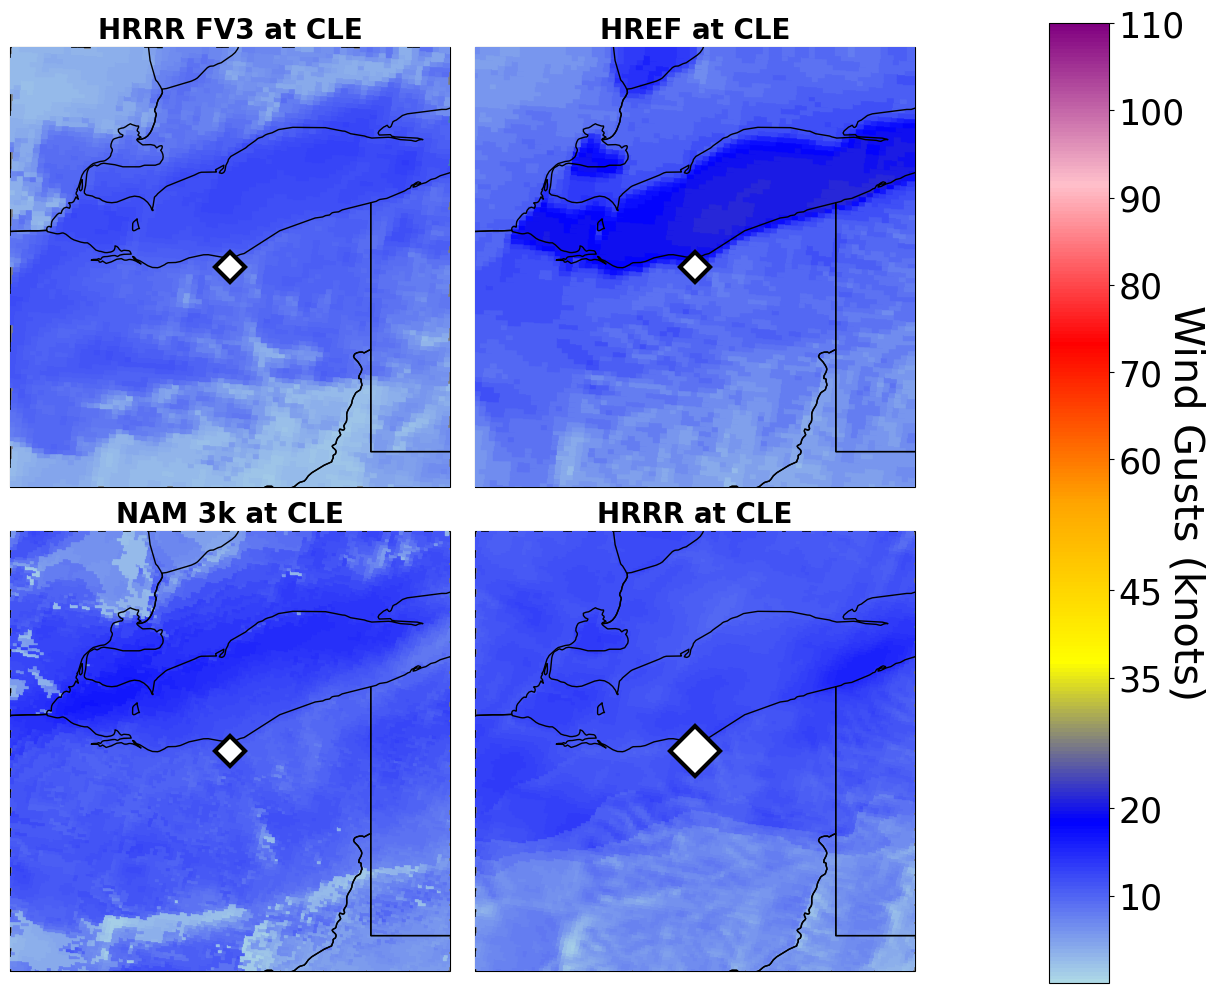 HRRR FV3 at CLE
HREF at CLE
NAM 3k at CLE
HRRR at CLE
110
100
90
80
70
60
45
35
20
10
Wind Gusts (knots)